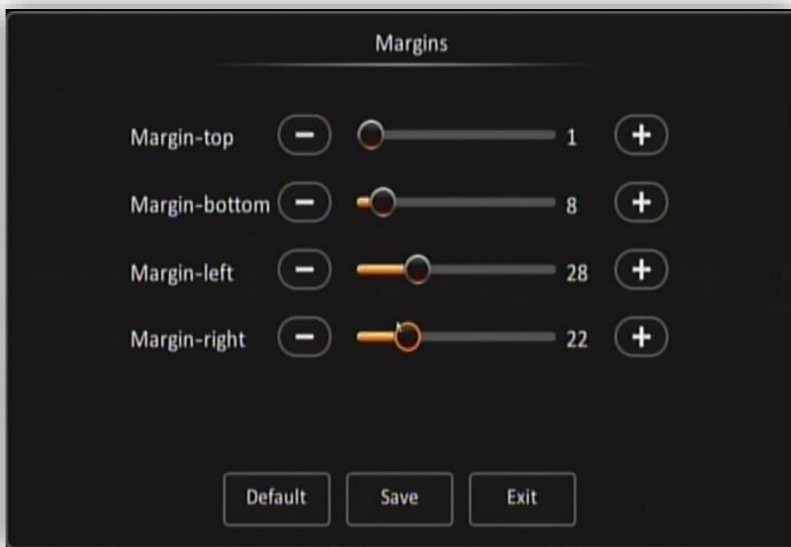 Margins
Margin-top − 1 +
Margin-bottom − 8 +
Margin-left − 28 +
Margin-right − 22 +
Default Save Exit